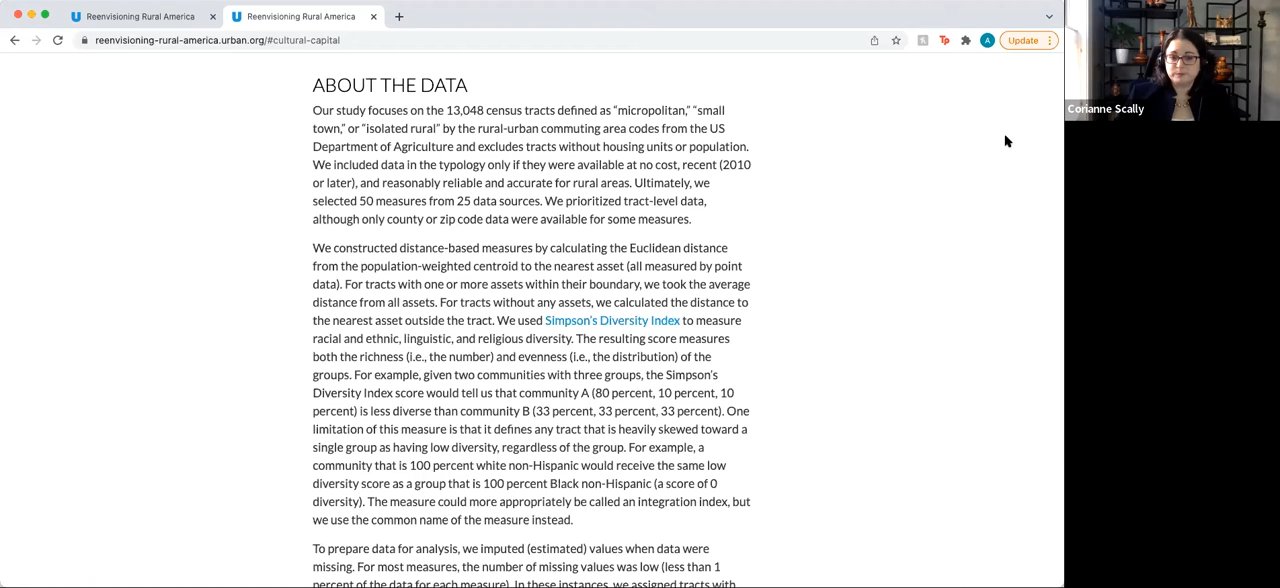 Reenvisioning Rural America
Reenvisioning Rural America
reenvisioning-rural-america.urban.org/#cultural-capital
Tp
A
Update
Corianne Scally
ABOUT THE DATA
Our study focuses on the 13,048 census tracts defined as “micropolitan,” “small
town,” or “isolated rural” by the rural-urban commuting area codes from the US
Department of Agriculture and excludes tracts without housing units or population.
We included data in the typology only if they were available at no cost, recent (2010
or later), and reasonably reliable and accurate for rural areas. Ultimately, we
selected 50 measures from 25 data sources. We prioritized tract-level data,
although only county or zip code data were available for some measures.
We constructed distance-based measures by calculating the Euclidean distance
from the population-weighted centroid to the nearest asset (all measured by point
data). For tracts with one or more assets within their boundary, we took the average
distance from all assets. For tracts without any assets, we calculated the distance to
the nearest asset outside the tract. We used Simpson’s Diversity Index to measure
racial and ethnic, linguistic, and religious diversity. The resulting score measures
both the richness (i.e., the number) and evenness (i.e., the distribution) of the
groups. For example, given two communities with three groups, the Simpson’s
Diversity Index score would tell us that community A (80 percent, 10 percent, 10
percent) is less diverse than community B (33 percent, 33 percent, 33 percent). One
limitation of this measure is that it defines any tract that is heavily skewed toward a
single group as having low diversity, regardless of the group. For example, a
community that is 100 percent white non-Hispanic would receive the same low
diversity score as a group that is 100 percent Black non-Hispanic (a score of 0
diversity). The measure could more appropriately be called an integration index, but
we use the common name of the measure instead.
To prepare data for analysis, we imputed (estimated) values when data were
missing. For most measures, the number of missing values was low (less than 1
percent of the data for each measure). In these instances, we assigned tracts with